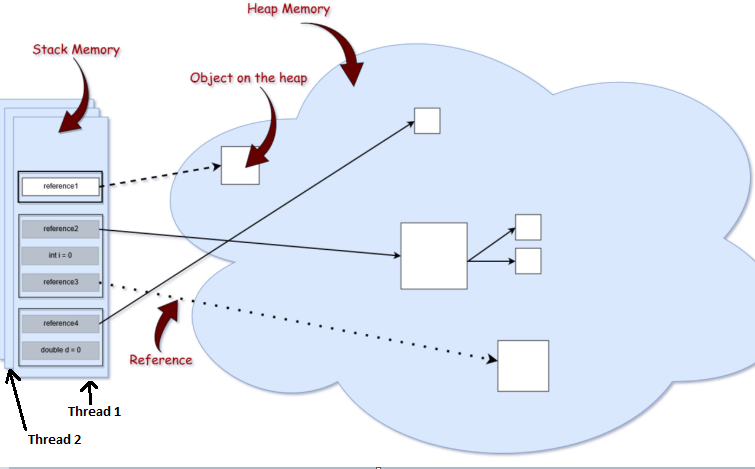 Heap Memory
Stack Memory
Object on the heap
reference1
reference2
int i = 0
reference3
reference4
double d = 0
Reference
Thread 1
Thread 2